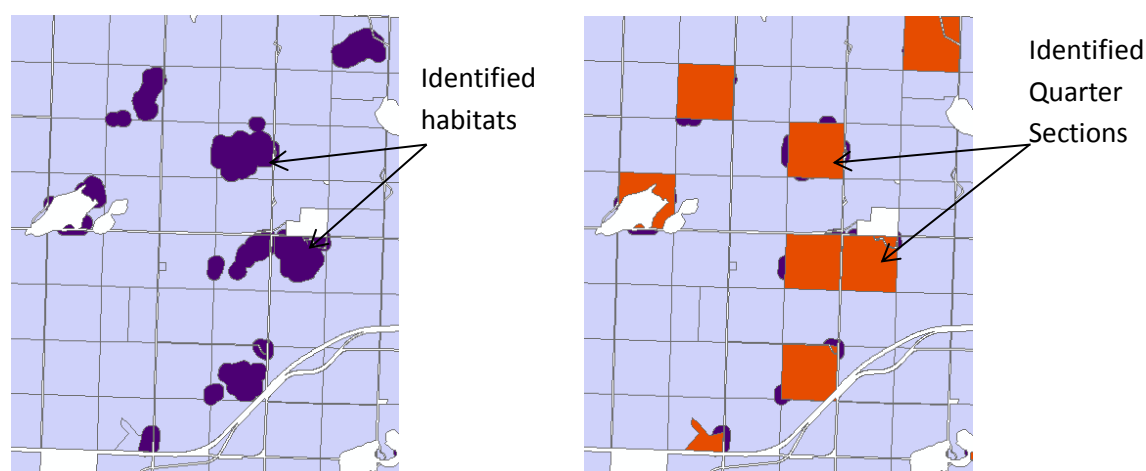 Identified
habitats
Identified
Quarter
Sections